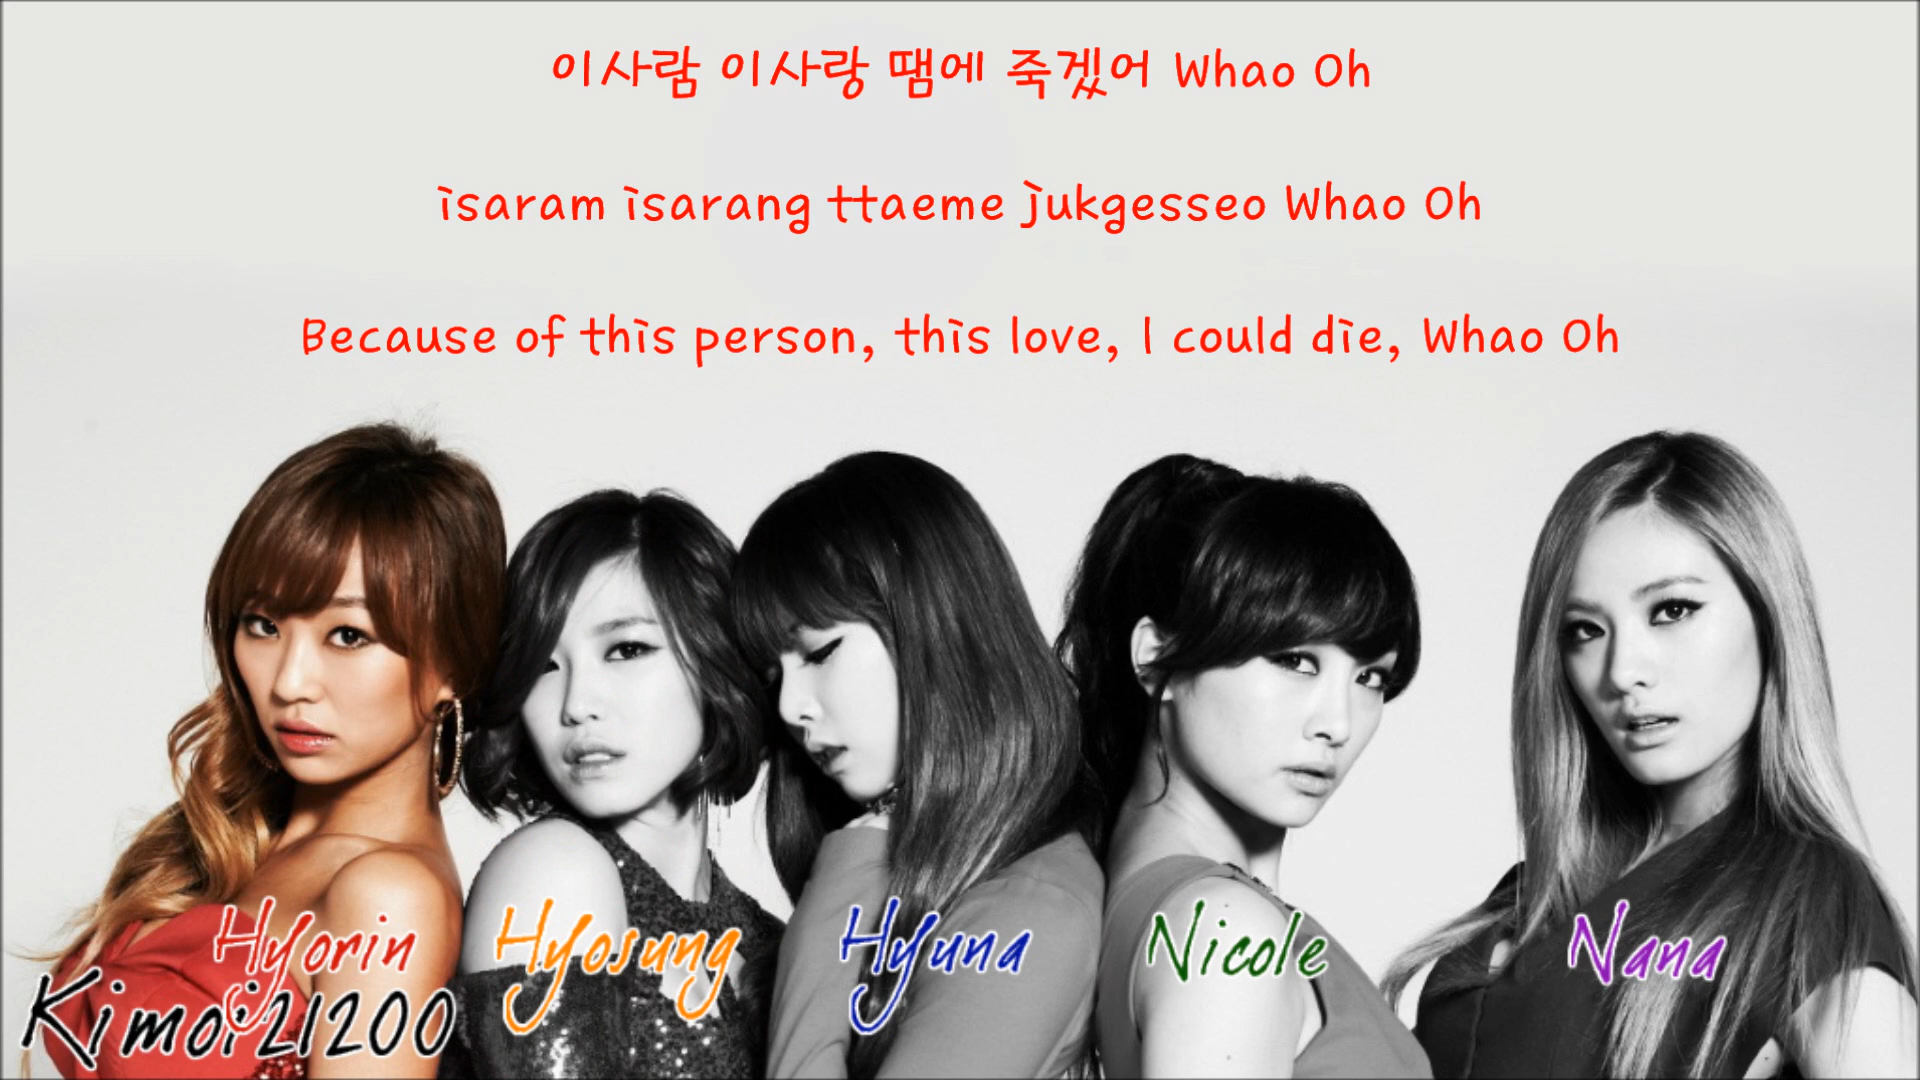 이사람 이사랑 땜에 죽겠어 Whao Oh
isaram isarang ttaeme jukgesseo Whao Oh
Because of this person, this love, I could die, Whao Oh
Hyorin Hyosung Hyuna Nicole Nana
Kimoi21200